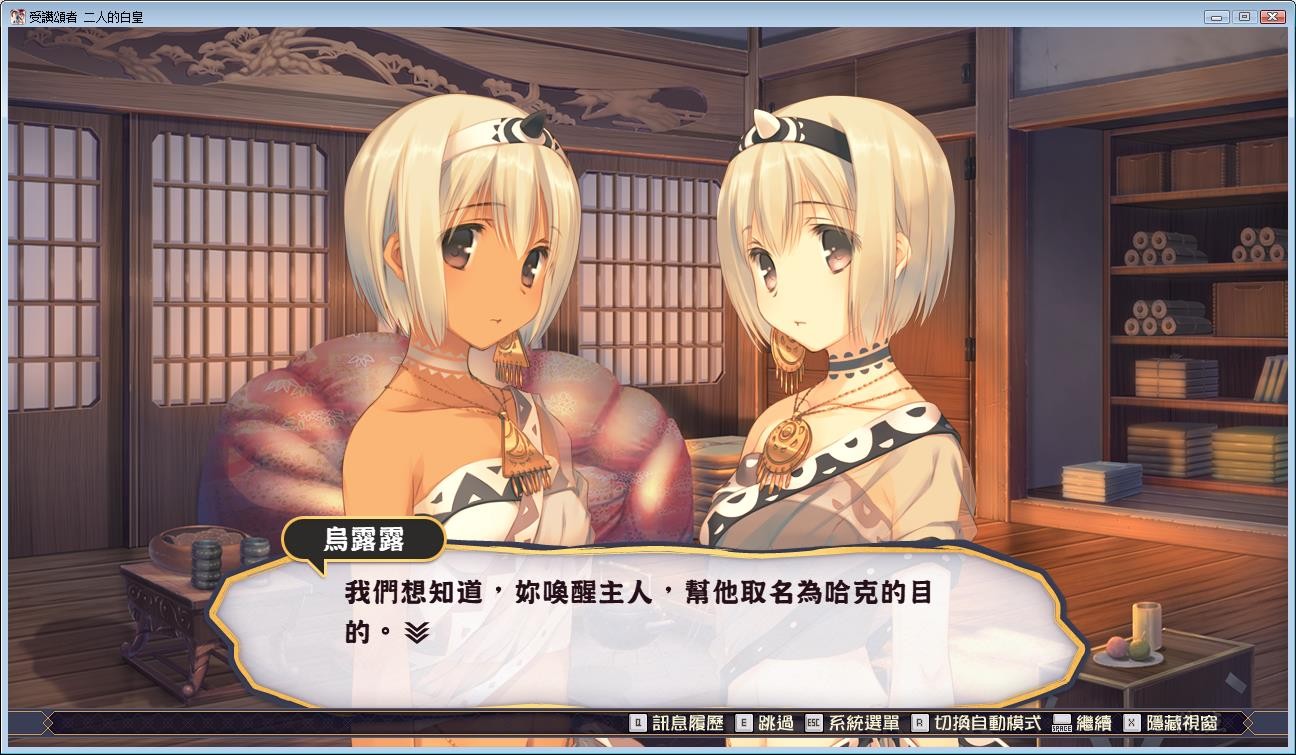 受讚頌者 二人的白皇
烏露露
我們想知道，妳喚醒主人，幫他取名為哈克的目
的。
Q 訊息履歷 E 跳過 ESC 系統選單 R 切換自動模式 SPACE 繼續 X 隱藏視窗